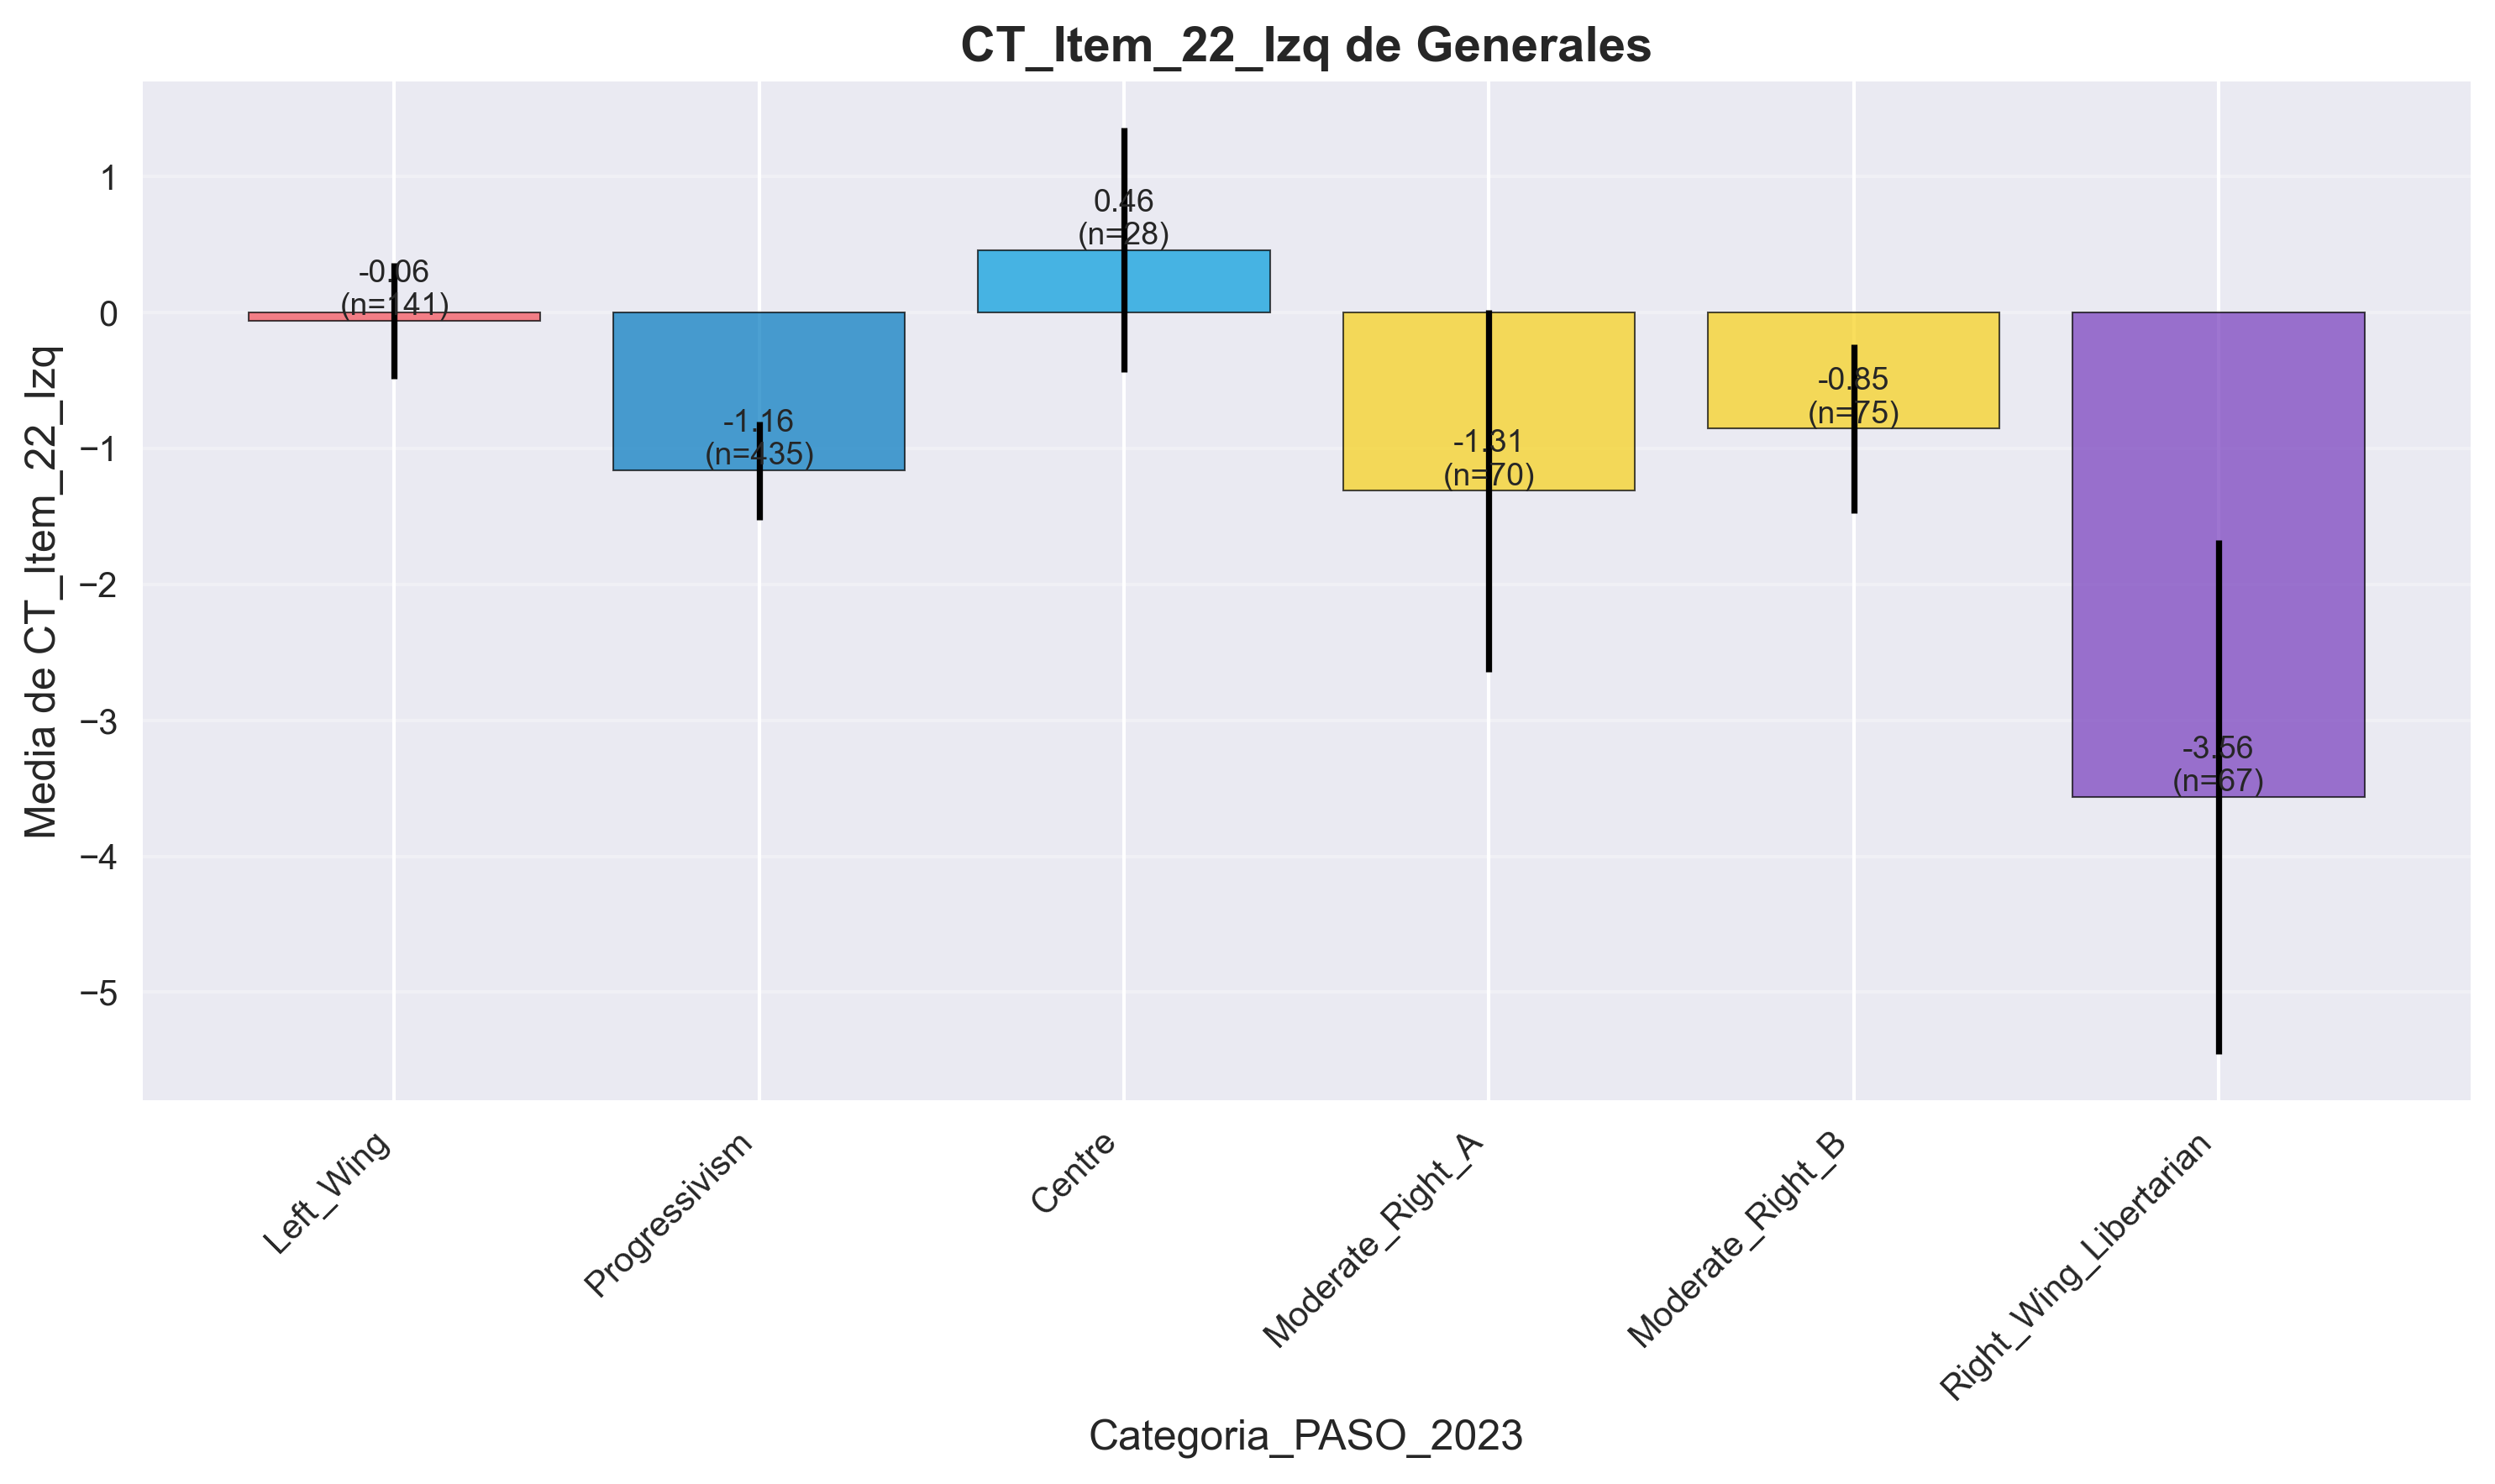 CT_Item_22_Izq de Generales
Media de CT_Item_22_Izq
1
0
−1
−2
−3
−4
−5
-0.06
(n=141)
-1.16
(n=435)
0.46
(n=28)
-1.31
(n=70)
-0.85
(n=75)
-3.56
(n=67)
Left_Wing
Progressivism
Centre
Moderate_Right_A
Moderate_Right_B
Right_Wing_Libertarian
Categoria_PASO_2023